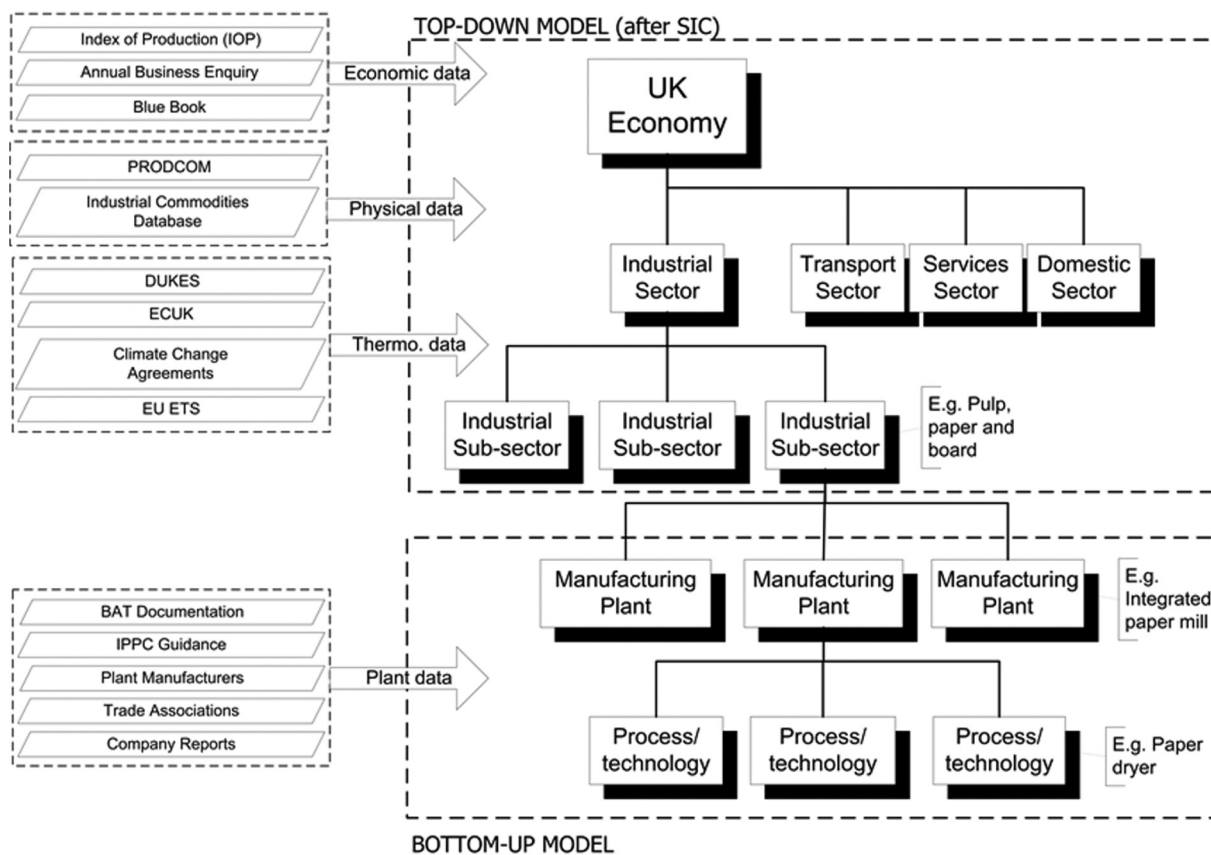 TOP-DOWN MODEL (after SIC)
Index of Production (IOP)
Annual Business Enquiry
Blue Book
Economic data
PRODCOM
Industrial Commodities
Database
Physical data
DUKES
ECUK
Climate Change
Agreements
EU ETS
Thermo. data
UK
Economy
Industrial
Sector
Transport
Sector
Services
Sector
Domestic
Sector
Industrial
Sub-sector
Industrial
Sub-sector
Industrial
Sub-sector
E.g. Pulp,
paper and
board
BAT Documentation
IPPC Guidance
Plant Manufacturers
Trade Associations
Company Reports
Plant data
Manufacturing
Plant
Manufacturing
Plant
Manufacturing
Plant
E.g.
Integrated
paper mill
Process/
technology
Process/
technology
Process/
technology
E.g. Paper
dryer
BOTTOM-UP MODEL